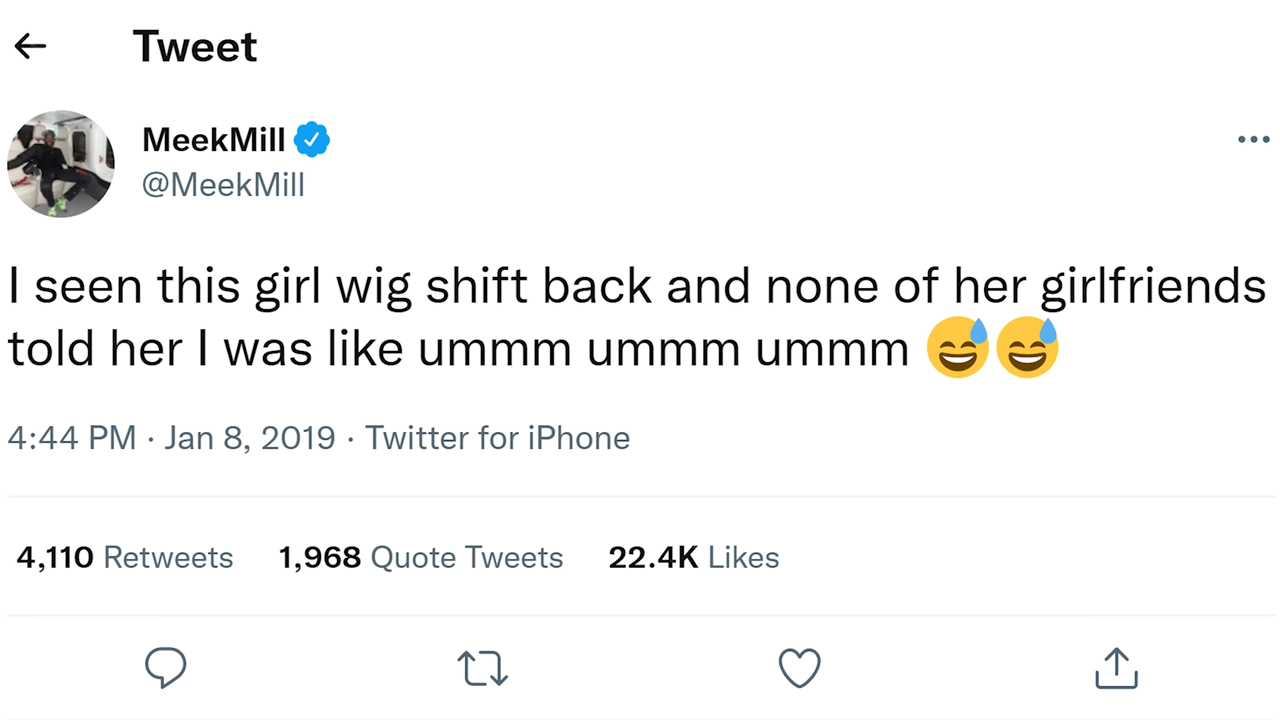 Tweet
MeekMill
@MeekMill
I seen this girl wig shift back and none of her girlfriends
told her I was like ummm ummm ummm 😅😅
4:44 PM · Jan 8, 2019 · Twitter for iPhone
4,110 Retweets 1,968 Quote Tweets 22.4K Likes